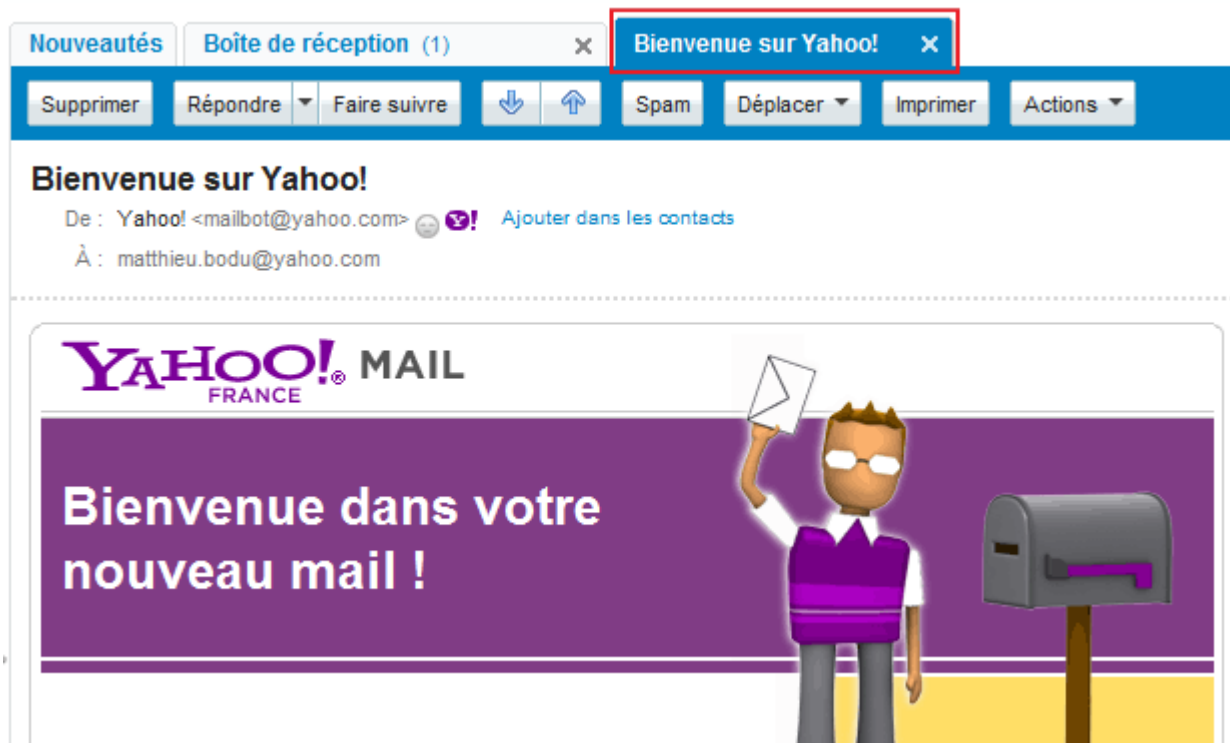 Nouveautés Boîte de réception (1) × Bienvenue sur Yahoo! ×
Supprimer Répondre Faire suivre Spam Déplacer Imprimer Actions
Bienvenue sur Yahoo!
De : Yahoo! <mailbot@yahoo.com> Y! Ajouter dans les contacts
À : matthieu.bodu@yahoo.com
YAHOO!® MAIL
FRANCE
Bienvenue dans votre
nouveau mail !